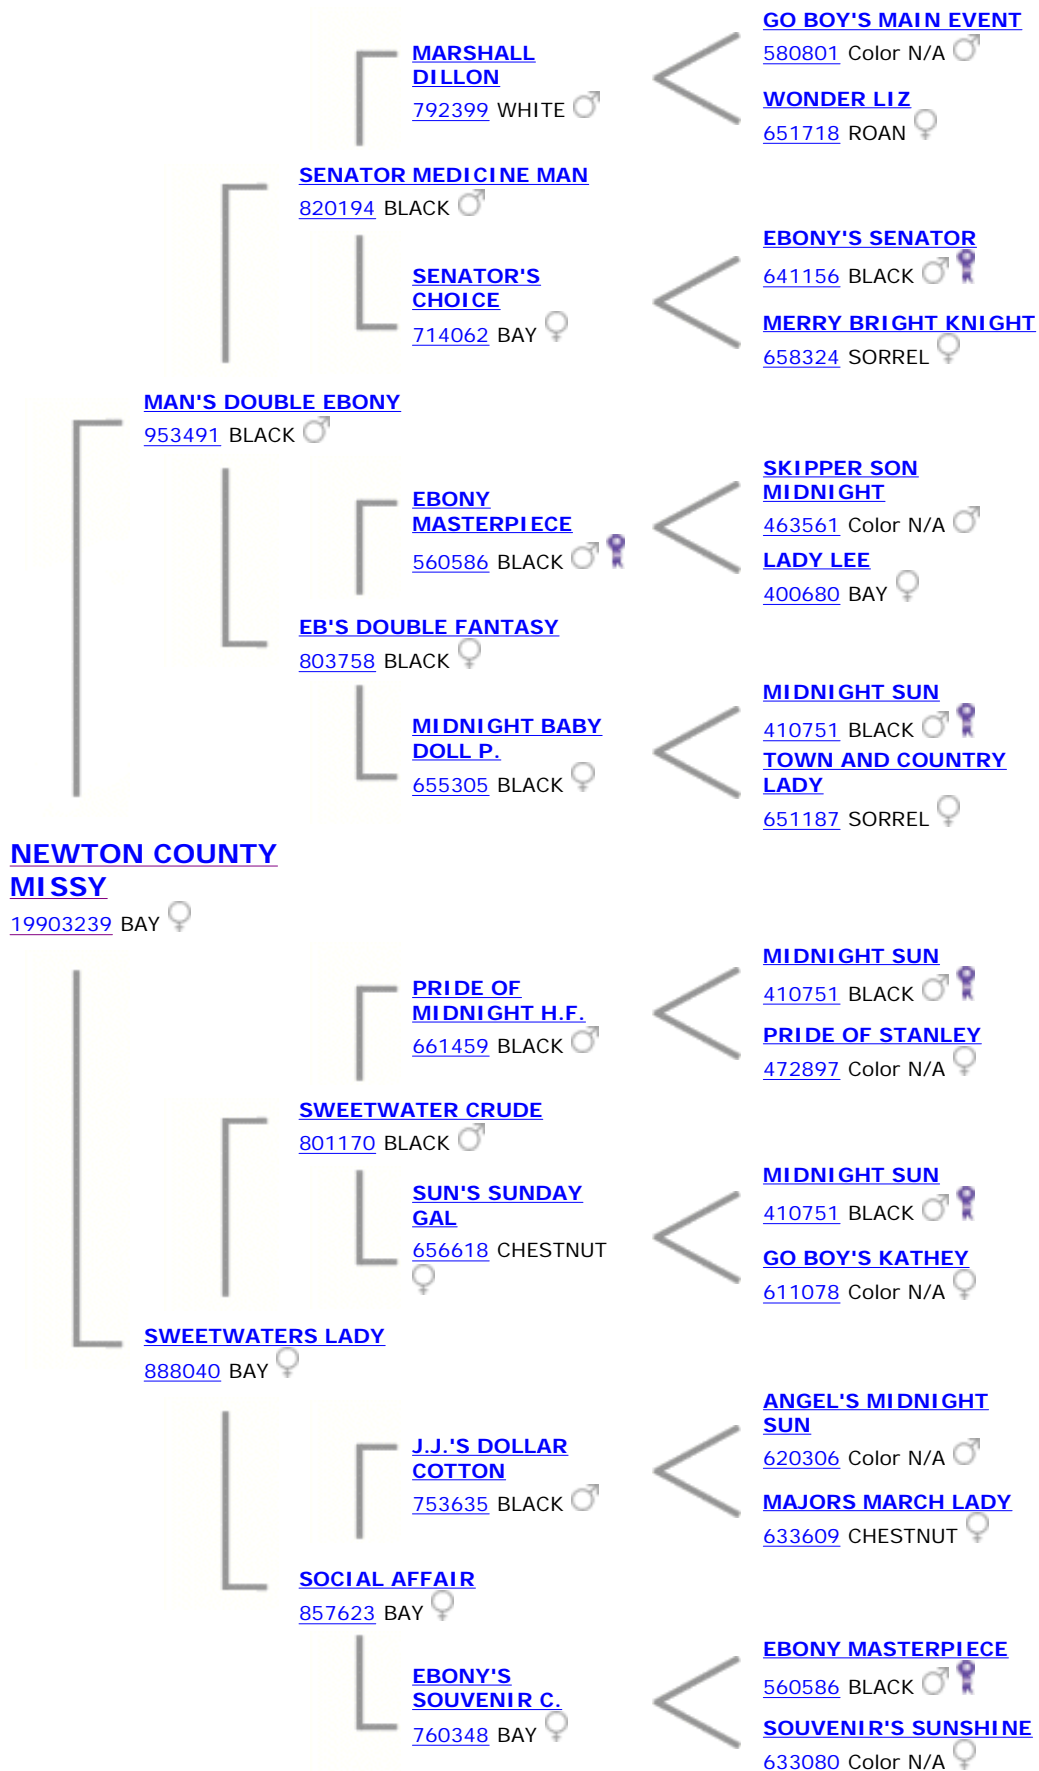 GO BOY'S MAIN EVENT
580801 Color N/A
MARSHALL
DILLON
792399 WHITE
WONDER LIZ
651718 ROAN
SENATOR MEDICINE MAN
820194 BLACK
EBONY'S SENATOR
641156 BLACK
SENATOR'S
CHOICE
714062 BAY
MERRY BRIGHT KNIGHT
658324 SORREL
MAN'S DOUBLE EBONY
953491 BLACK
SKIPPER SON
MIDNIGHT
463561 Color N/A
EBONY
MASTERPIECE
560586 BLACK
LADY LEE
400680 BAY
EB'S DOUBLE FANTASY
803758 BLACK
MIDNIGHT SUN
410751 BLACK
MIDNIGHT BABY
DOLL P.
655305 BLACK
TOWN AND COUNTRY
LADY
651187 SORREL
NEWTON COUNTY
MISSY
19903239 BAY
MIDNIGHT SUN
410751 BLACK
PRIDE OF
MIDNIGHT H.F.
661459 BLACK
PRIDE OF STANLEY
472897 Color N/A
SWEETWATER CRUDE
801170 BLACK
MIDNIGHT SUN
410751 BLACK
SUN'S SUNDAY
GAL
656618 CHESTNUT
GO BOY'S KATHEY
611078 Color N/A
SWEETWATERS LADY
888040 BAY
ANGEL'S MIDNIGHT
SUN
620306 Color N/A
J.J.'S DOLLAR
COTTON
753635 BLACK
MAJORS MARCH LADY
633609 CHESTNUT
SOCIAL AFFAIR
857623 BAY
EBONY MASTERPIECE
560586 BLACK
EBONY'S
SOUVENIR C.
760348 BAY
SOUVENIR'S SUNSHINE
633080 Color N/A